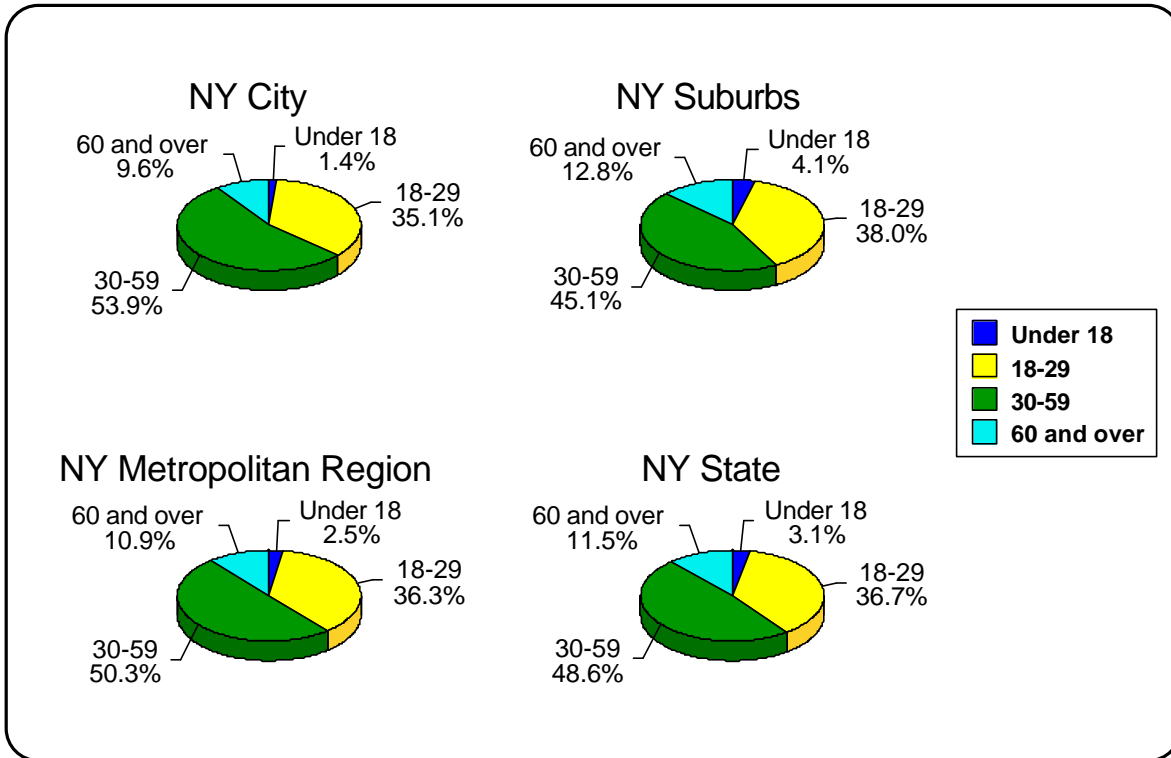 NY City
60 and over
9.6%
Under 18
1.4%
18-29
35.1%
30-59
53.9%
NY Suburbs
60 and over
12.8%
Under 18
4.1%
18-29
38.0%
30-59
45.1%
Under 18
18-29
30-59
60 and over
NY Metropolitan Region
60 and over
10.9%
Under 18
2.5%
18-29
36.3%
30-59
50.3%
NY State
60 and over
11.5%
Under 18
3.1%
18-29
36.7%
30-59
48.6%